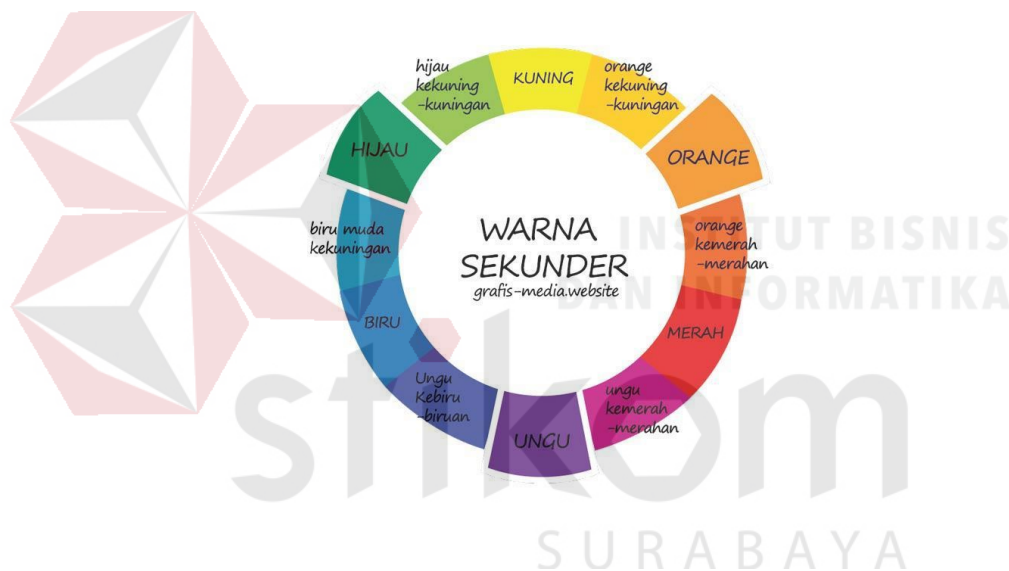 hijau
kekuning
-kuningan
KUNING
orange
kekuning
-kuningan
HIJAU
ORANGE
biru muda
kekuningan
WARNA
SEKUNDER
grafis-media.website
orange
kemerah
-merahan
BIRU
MERAH
Ungu
Kebiru
-biruan
UNGU
ungu
kemerah
-merahan
INSTITUT BISNIS
DAN INFORMATIKA
stikom
SURABAYA